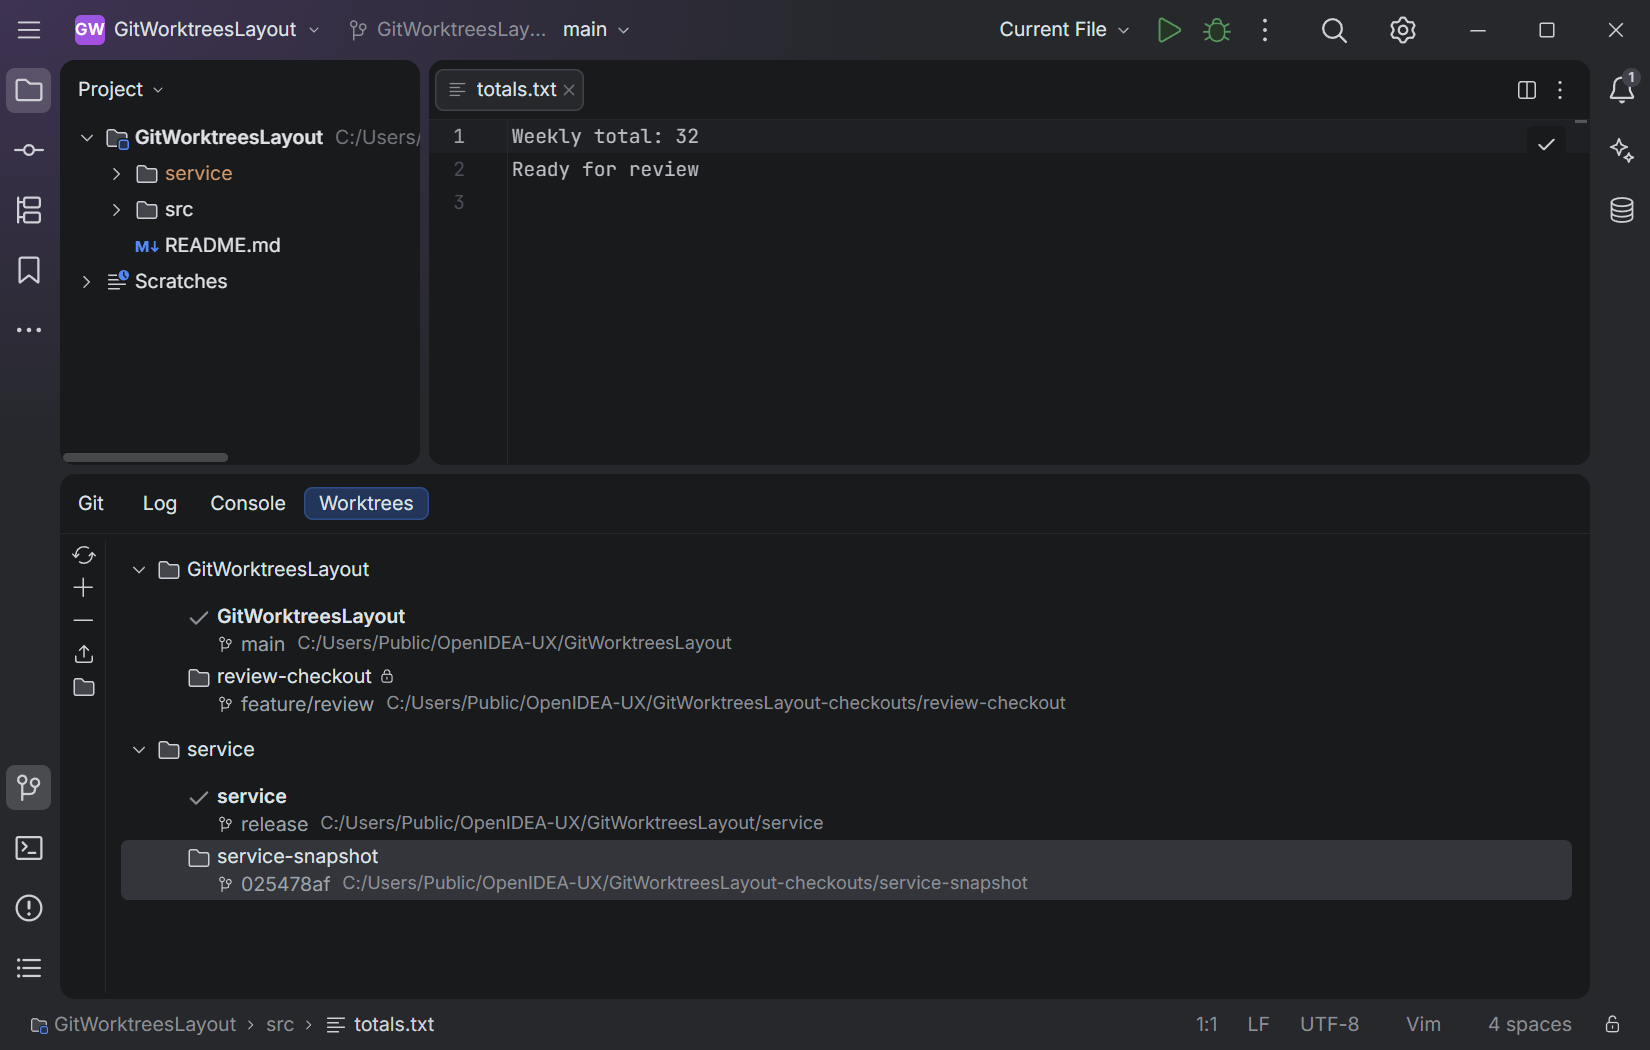 GW GitWorktreesLayout GitWorktreesLay... main Current File
Project
GitWorktreesLayout C:/Users/
service
src
M↓ README.md
Scratches
totals.txt
1 Weekly total: 32
2 Ready for review
3
1
Git Log Console Worktrees
GitWorktreesLayout
GitWorktreesLayout
main C:/Users/Public/OpenIDEA-UX/GitWorktreesLayout
review-checkout
feature/review C:/Users/Public/OpenIDEA-UX/GitWorktreesLayout-checkouts/review-checkout
service
service
release C:/Users/Public/OpenIDEA-UX/GitWorktreesLayout/service
service-snapshot
025478af C:/Users/Public/OpenIDEA-UX/GitWorktreesLayout-checkouts/service-snapshot
GitWorktreesLayout › src › totals.txt 1:1 LF UTF-8 Vim 4 spaces